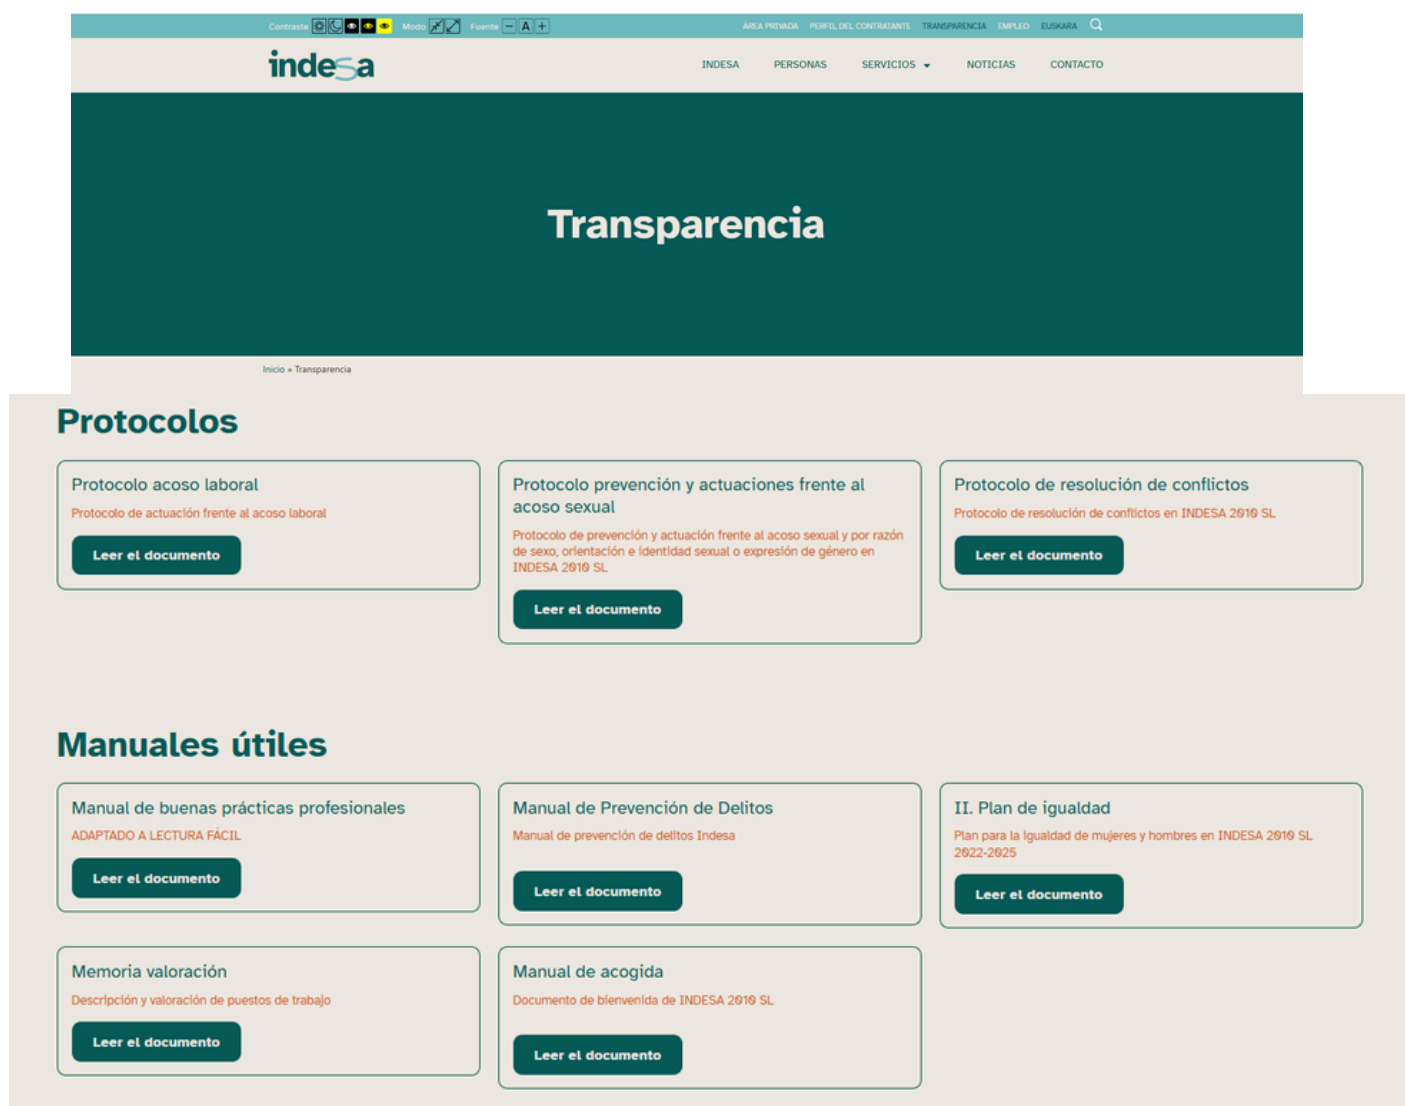 Contraste Modo Fuente − A + ÁREA PRIVADA PERFIL DEL CONTRATANTE TRANSPARENCIA EMPLEO EUSKARA
indesa INDESA PERSONAS SERVICIOS NOTICIAS CONTACTO
Transparencia
Inicio » Transparencia
Protocolos
Protocolo acoso laboral
Protocolo de actuación frente al acoso laboral
Leer el documento
Protocolo prevención y actuaciones frente al
acoso sexual
Protocolo de prevención y actuación frente al acoso sexual y por razón
de sexo, orientación e identidad sexual o expresión de género en
INDESA 2010 SL
Leer el documento
Protocolo de resolución de conflictos
Protocolo de resolución de conflictos en INDESA 2010 SL
Leer el documento
Manuales útiles
Manual de buenas prácticas profesionales
ADAPTADO A LECTURA FÁCIL
Leer el documento
Manual de Prevención de Delitos
Manual de prevención de delitos Indesa
Leer el documento
II. Plan de igualdad
Plan para la igualdad de mujeres y hombres en INDESA 2010 SL
2022-2025
Leer el documento
Memoria valoración
Descripción y valoración de puestos de trabajo
Leer el documento
Manual de acogida
Documento de bienvenida de INDESA 2010 SL
Leer el documento